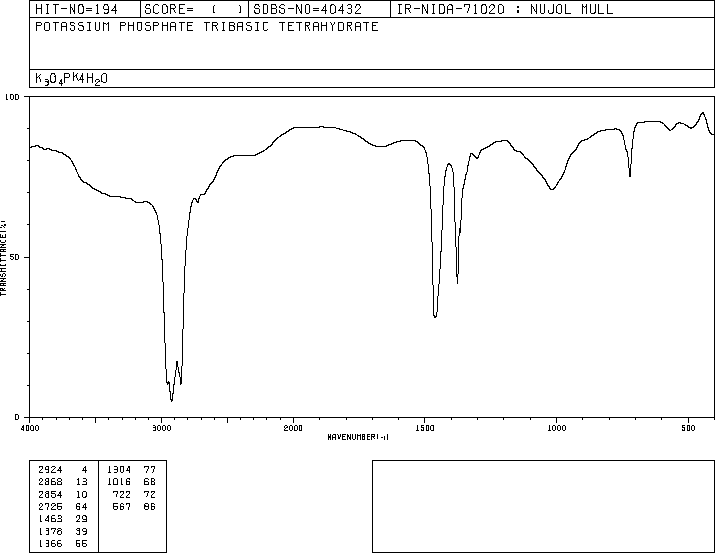 HIT-NO=194 SCORE= ( ) SDBS-NO=40432 IR-NIDA-71020 : NUJOL MULL
POTASSIUM PHOSPHATE TRIBASIC TETRAHYDRATE
K3O4PK4H2O
100
50
0
TRANSMITTANCE(%)
4000 3000 2000 1500 1000 500
WAVENUMBER(-1)
2924 4 1304 77
2868 13 1016 68
2854 10 722 72
2725 64 567 86
1463 29
1378 39
1366 55